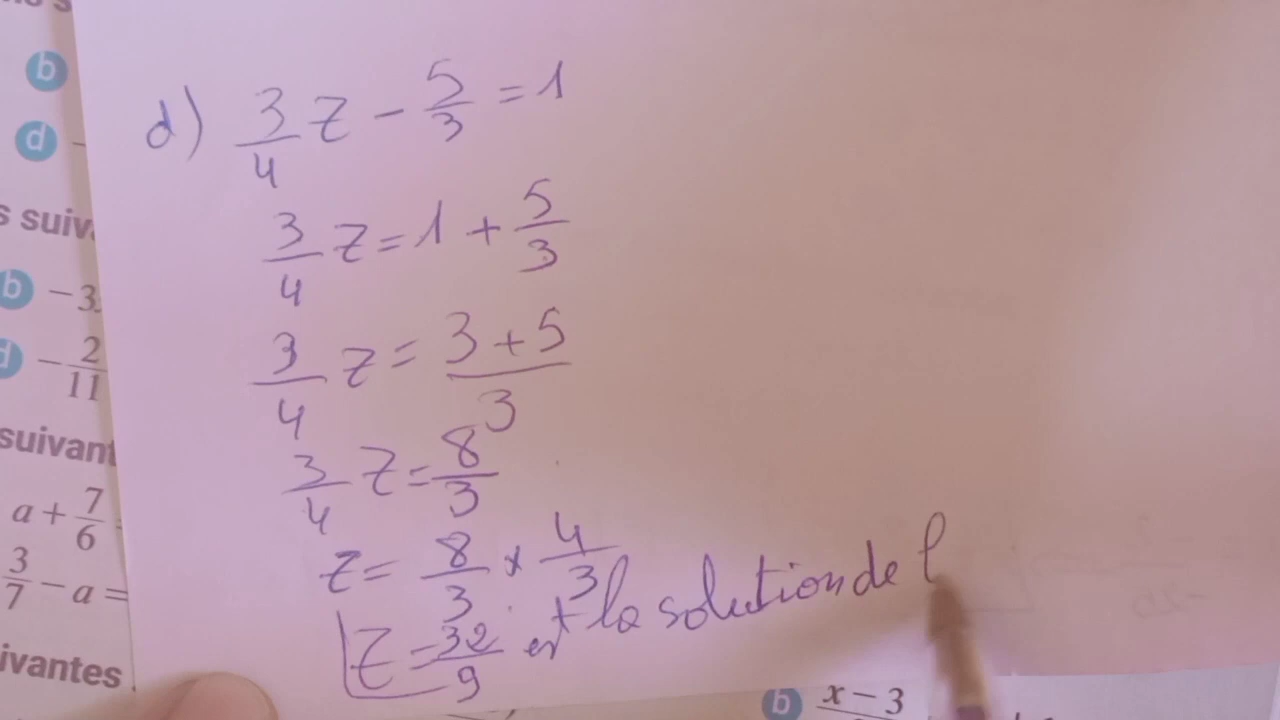 b
d -
s suiv
b -3
d -2/11
suivant
a + 7/6
3/7 - a =
ivantes
d) 3/4 z - 5/3 = 1
3/4 z = 1 + 5/3
3/4 z = (3 + 5)/3
3/4 z = 8/3
z = 8/3 × 4/3
z = 32/9 est la solution de l
b x - 3